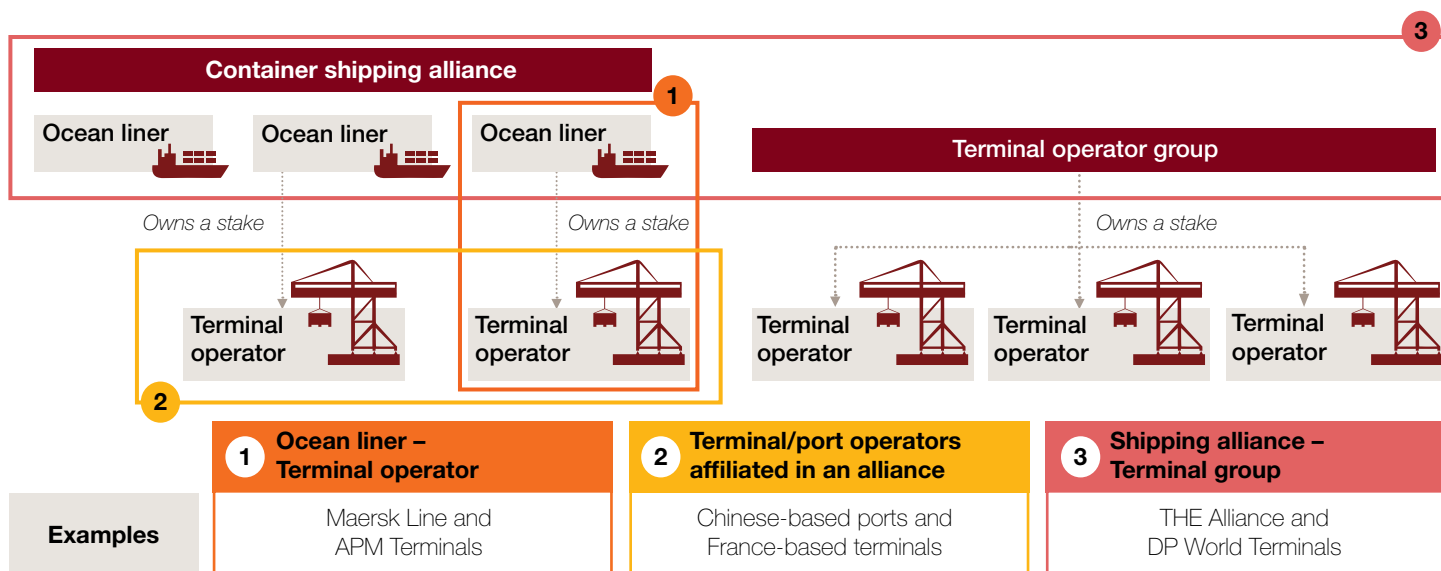 3
Container shipping alliance
1
Ocean liner
Ocean liner
Ocean liner
Terminal operator group
Owns a stake
Owns a stake
Owns a stake
Terminal
operator
Terminal
operator
Terminal
operator
Terminal
operator
Terminal
operator
2
1
Ocean liner –
Terminal operator
2
Terminal/port operators
affiliated in an alliance
3
Shipping alliance –
Terminal group
Examples
Maersk Line and
APM Terminals
Chinese-based ports and
France-based terminals
THE Alliance and
DP World Terminals